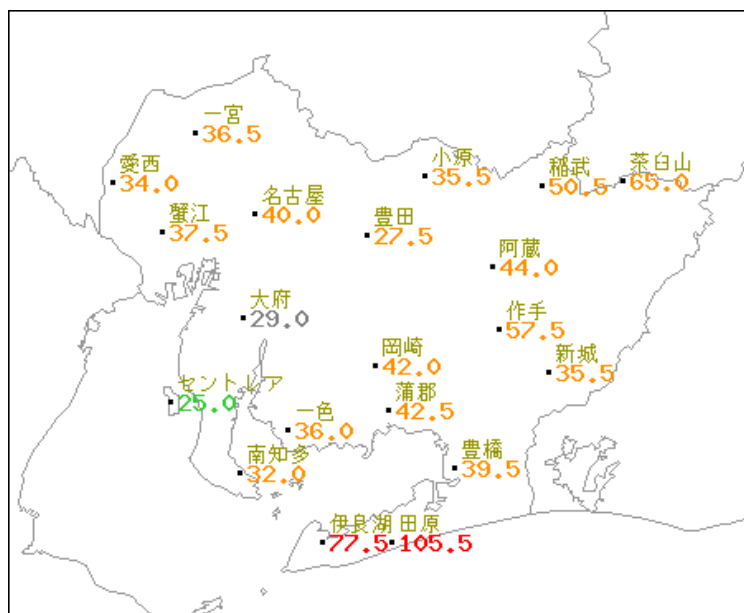 一宮
36.5
愛西
34.0
小原
35.5
稲武
50.5
茶臼山
65.0
名古屋
40.0
蟹江
37.5
豊田
27.5
阿蔵
44.0
大府
29.0
作手
57.5
岡崎
42.0
新城
35.5
セントレア
25.0
蒲郡
42.5
一色
36.0
南知多
32.0
豊橋
39.5
伊良湖
77.5
田原
105.5